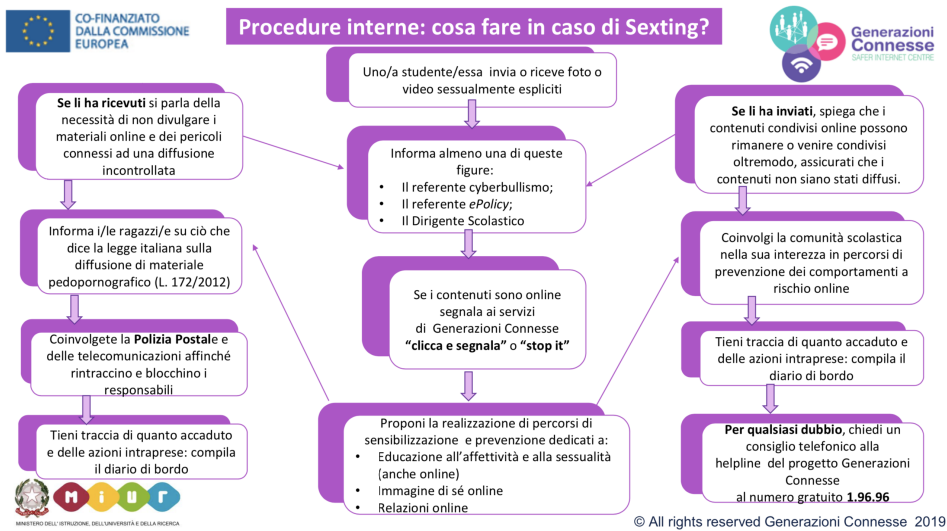 CO-FINANZIATO
DALLA COMMISSIONE
EUROPEA
Procedure interne: cosa fare in caso di Sexting?
Generazioni
Connesse
SAFER INTERNET CENTRE
Uno/a studente/essa invia o riceve foto o
video sessualmente espliciti
Se li ha ricevuti si parla della
necessità di non divulgare i
materiali online e dei pericoli
connessi ad una diffusione
incontrollata
Informa i/le ragazzi/e su ciò che
dice la legge italiana sulla
diffusione di materiale
pedopornografico (L. 172/2012)
Coinvolgete la Polizia Postale e
delle telecomunicazioni affinché
rintraccino e blocchino i
responsabili
Tieni traccia di quanto accaduto
e delle azioni intraprese: compila
il diario di bordo
Informa almeno una di queste
figure:
• Il referente cyberbullismo;
• Il referente ePolicy;
• Il Dirigente Scolastico
Se i contenuti sono online
segnala ai servizi
di Generazioni Connesse
“clicca e segnala” o “stop it”
Proponi la realizzazione di percorsi di
sensibilizzazione e prevenzione dedicati a:
• Educazione all’affettività e alla sessualità
(anche online)
• Immagine di sé online
• Relazioni online
Se li ha inviati, spiega che i
contenuti condivisi online possono
rimanere o venire condivisi
oltremodo, assicurati che i
contenuti non siano stati diffusi.
Coinvolgi la comunità scolastica
nella sua interezza in percorsi di
prevenzione dei comportamenti a
rischio online
Tieni traccia di quanto accaduto e
delle azioni intraprese: compila il
diario di bordo
Per qualsiasi dubbio, chiedi un
consiglio telefonico alla
helpline del progetto Generazioni
Connesse
al numero gratuito 1.96.96
miur
MINISTERO DELL' ISTRUZIONE, DELL'UNIVERSITÀ E DELLA RICERCA
© All rights reserved Generazioni Connesse 2019